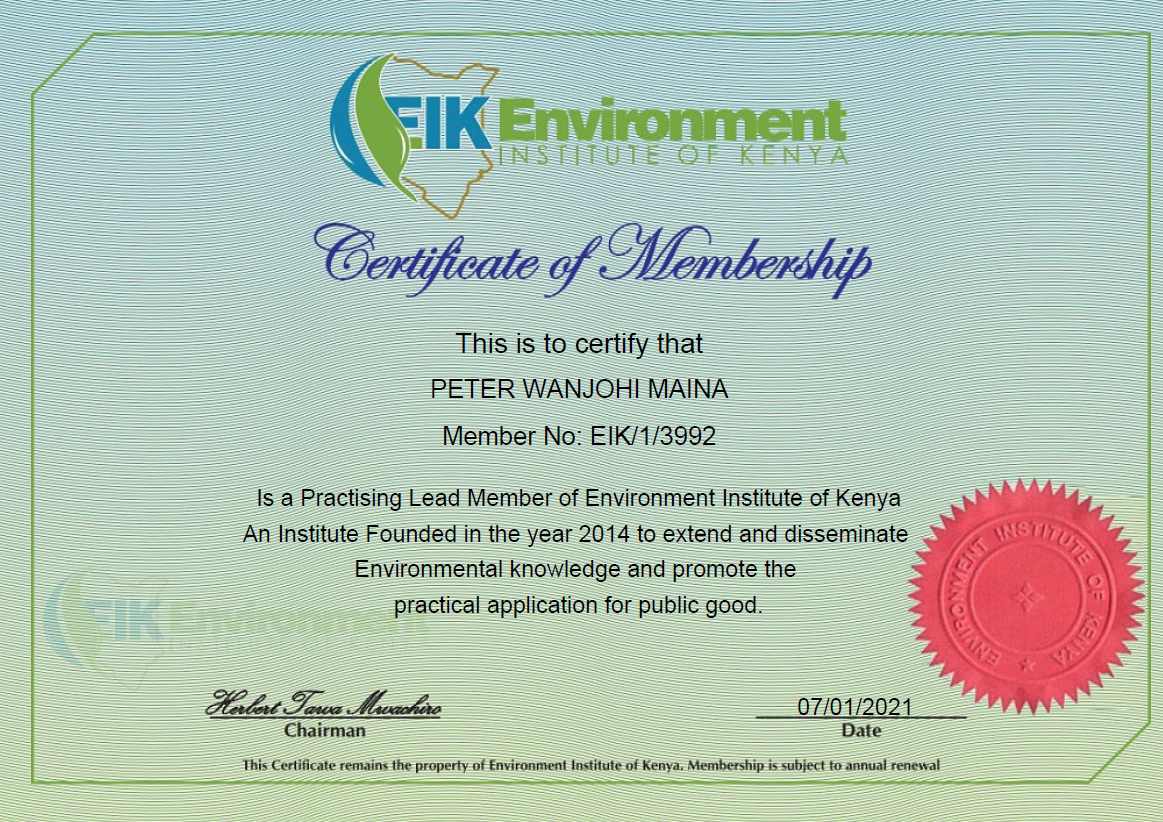 EIK Environment
INSTITUTE OF KENYA
Certificate of Membership
This is to certify that
PETER WANJOHI MAINA
Member No: EIK/1/3992
Is a Practising Lead Member of Environment Institute of Kenya
An Institute Founded in the year 2014 to extend and disseminate
Environmental knowledge and promote the
practical application for public good.
ENVIRONMENT INSTITUTE OF KENYA
EIK Environment
Herbert Tawa Mwachiro
Chairman
07/01/2021
Date
This Certificate remains the property of Environment Institute of Kenya. Membership is subject to annual renewal